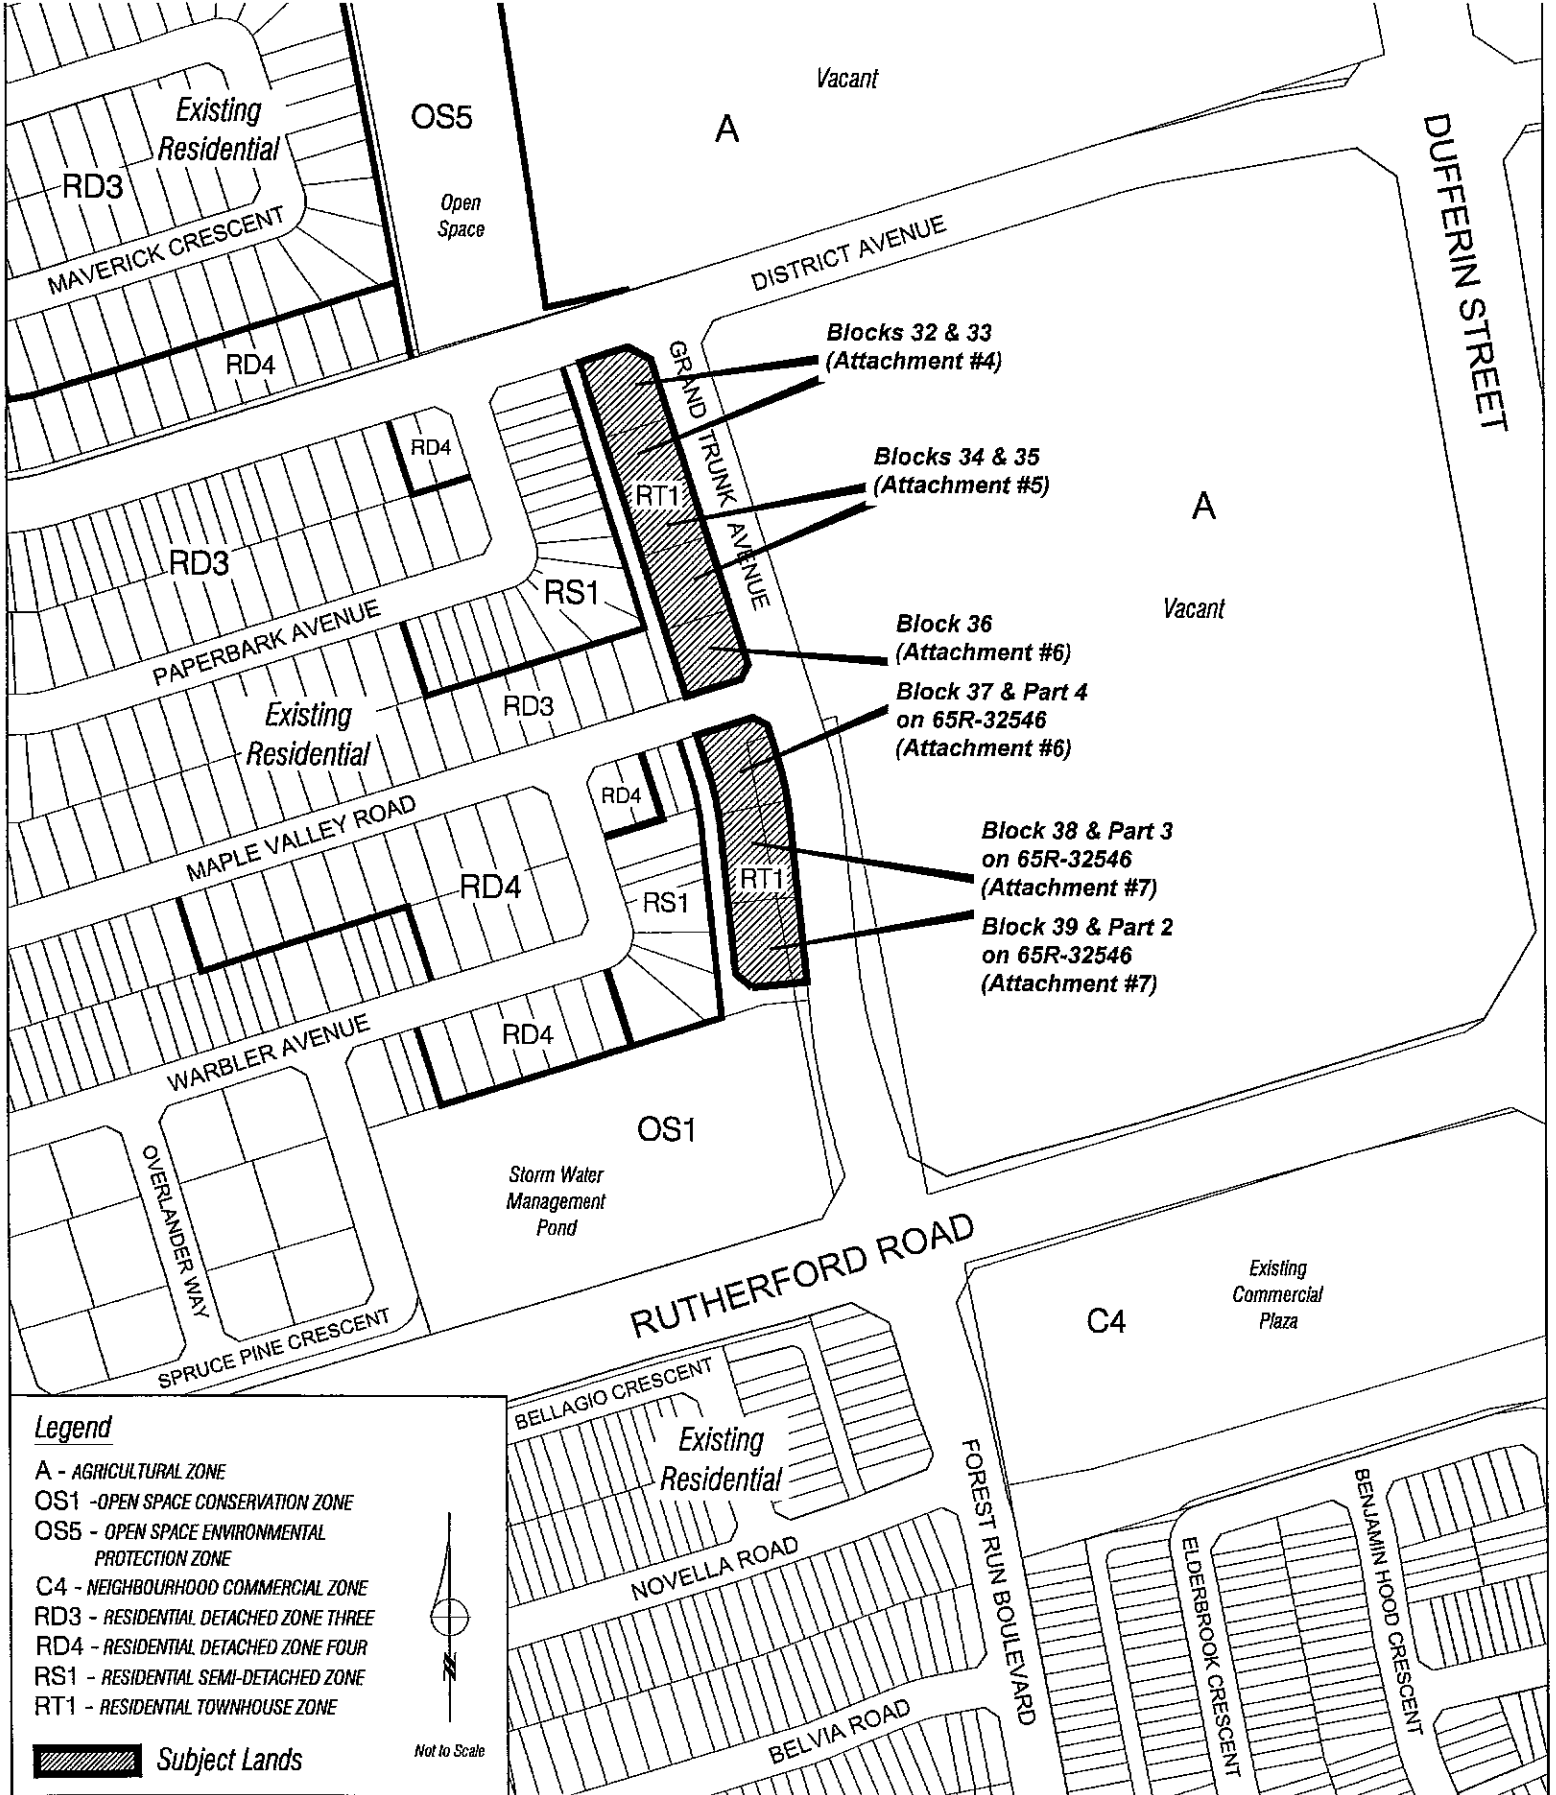 Vacant
A
OS5
Open
Space
Existing
Residential
RD3
MAVERICK CRESCENT
RD4
DISTRICT AVENUE
DUFFERIN STREET
Blocks 32 & 33
(Attachment #4)
GRAND TRUNK AVENUE
RD4
RT1
Blocks 34 & 35
(Attachment #5)
A
Vacant
RD3
RS1
PAPERBARK AVENUE
Block 36
(Attachment #6)
Existing
Residential
RD3
Block 37 & Part 4
on 65R-32546
(Attachment #6)
RD4
MAPLE VALLEY ROAD
RD4
RS1
RT1
Block 38 & Part 3
on 65R-32546
(Attachment #7)
Block 39 & Part 2
on 65R-32546
(Attachment #7)
RD4
WARBLER AVENUE
OS1
Storm Water
Management
Pond
OVERLANDER WAY
SPRUCE PINE CRESCENT
RUTHERFORD ROAD
C4
Existing
Commercial
Plaza
BELLAGIO CRESCENT
Existing
Residential
FOREST RUN BOULEVARD
NOVELLA ROAD
BELVIA ROAD
ELDERBROOK CRESCENT
BENJAMIN HOOD CRESCENT
Legend
A - AGRICULTURAL ZONE
OS1 -OPEN SPACE CONSERVATION ZONE
OS5 - OPEN SPACE ENVIRONMENTAL
PROTECTION ZONE
C4 - NEIGHBOURHOOD COMMERCIAL ZONE
RD3 - RESIDENTIAL DETACHED ZONE THREE
RD4 - RESIDENTIAL DETACHED ZONE FOUR
RS1 - RESIDENTIAL SEMI-DETACHED ZONE
RT1 - RESIDENTIAL TOWNHOUSE ZONE
N
Subject Lands
Not to Scale